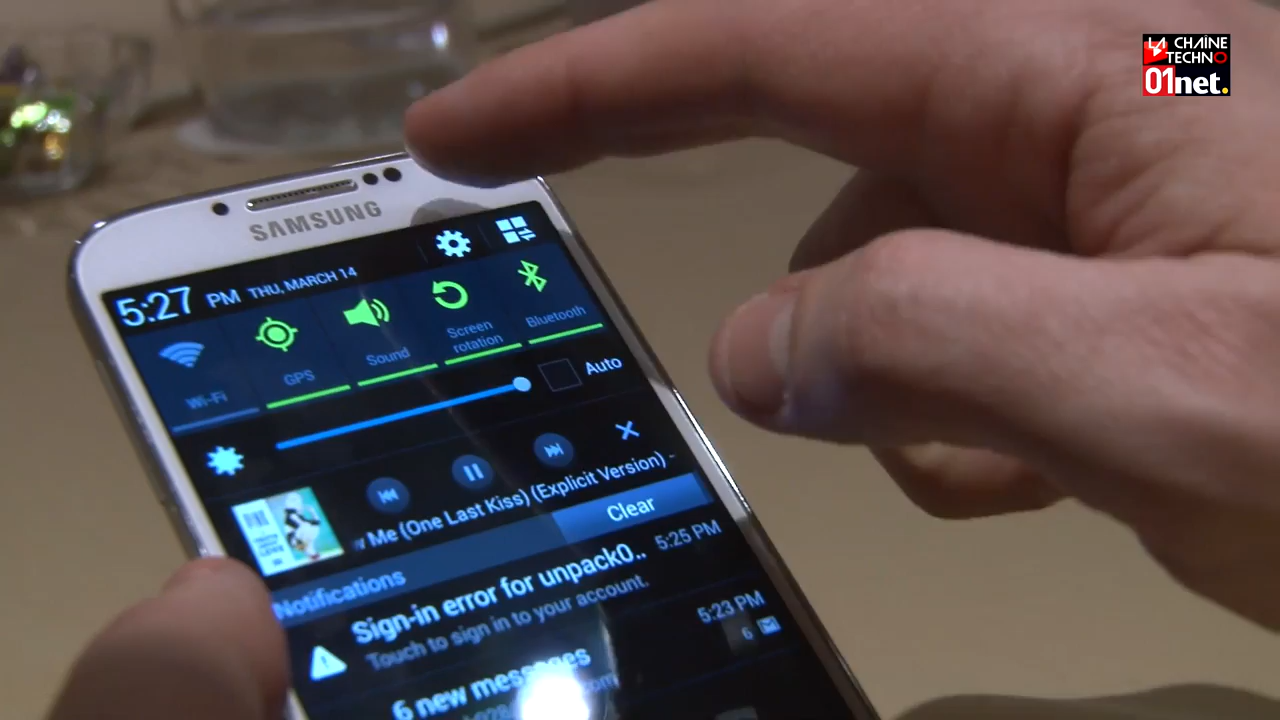 LA CHAÎNE
TECHNO
01net.
SAMSUNG
5:27 PM THU, MARCH 14
Wi-Fi
GPS
Sound
Screen rotation
Bluetooth
Auto
Me (One Last Kiss) (Explicit Version) -
Clear
Notifications
Sign-in error for unpack0.. 5:25 PM
Touch to sign in to your account.
6 new messages 5:23 PM
6